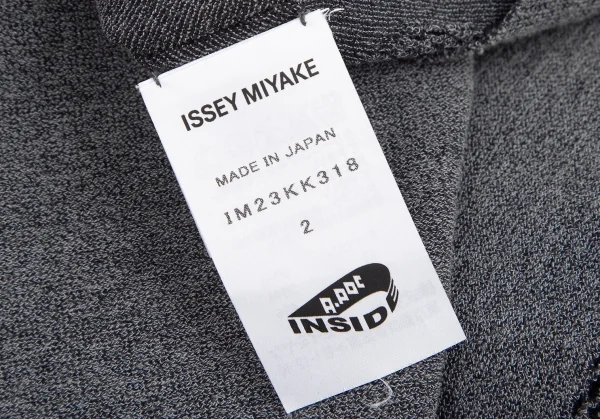 ISSEY MIYAKE
MADE IN JAPAN
IM23KK318
2
A.POC
INSIDE